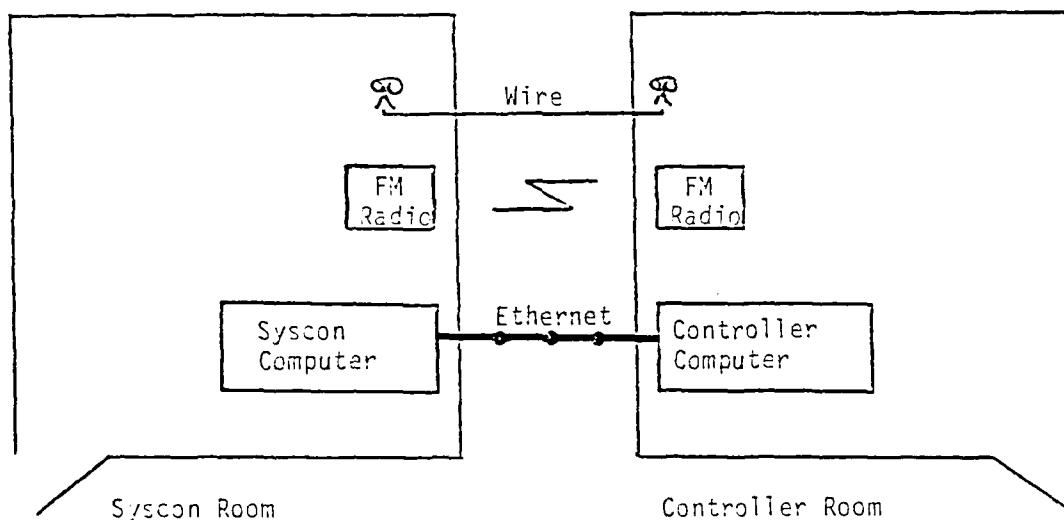 Wire
FM
Radio
FM
Radio
Ethernet
Syscon
Computer
Controller
Computer
Syscon Room
Controller Room